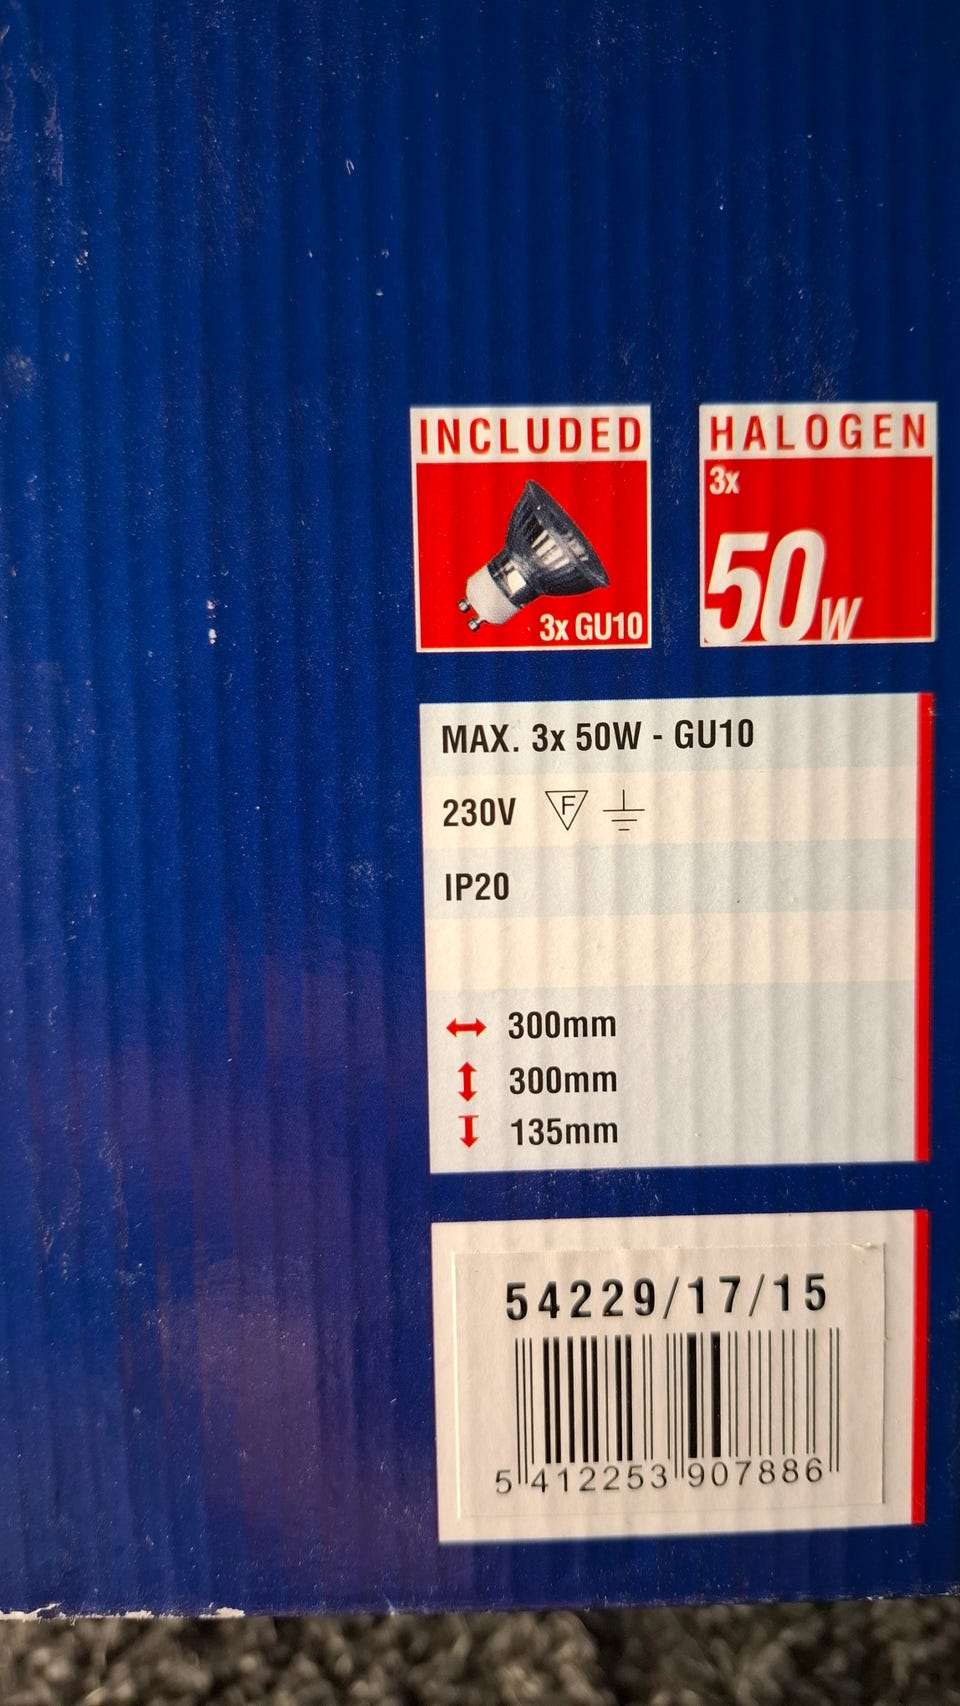 INCLUDED
3x GU10
HALOGEN
3x
50W
MAX. 3x 50W - GU10
230V F
IP20
300mm
300mm
135mm
54229/17/15
5 412253 907886